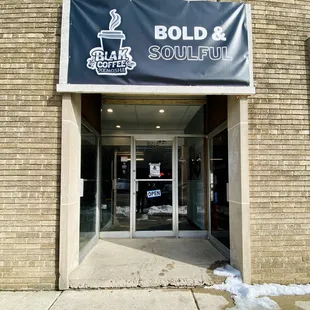 BLAK
COFFEE
KENOSHA
BOLD &
SOULFUL
OPEN